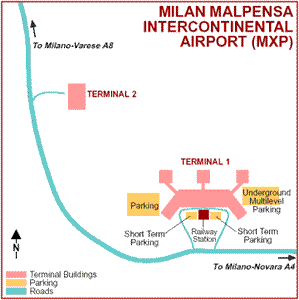 MILAN MALPENSA
INTERCONTINENTAL
AIRPORT (MXP)
To Milano-Varese A8
TERMINAL 2
TERMINAL 1
Parking
Underground
Multilevel
Parking
Short Term
Parking
Railway
Station
Short Term
Parking
N
To Milano-Novara A4
Terminal Buildings
Parking
Roads